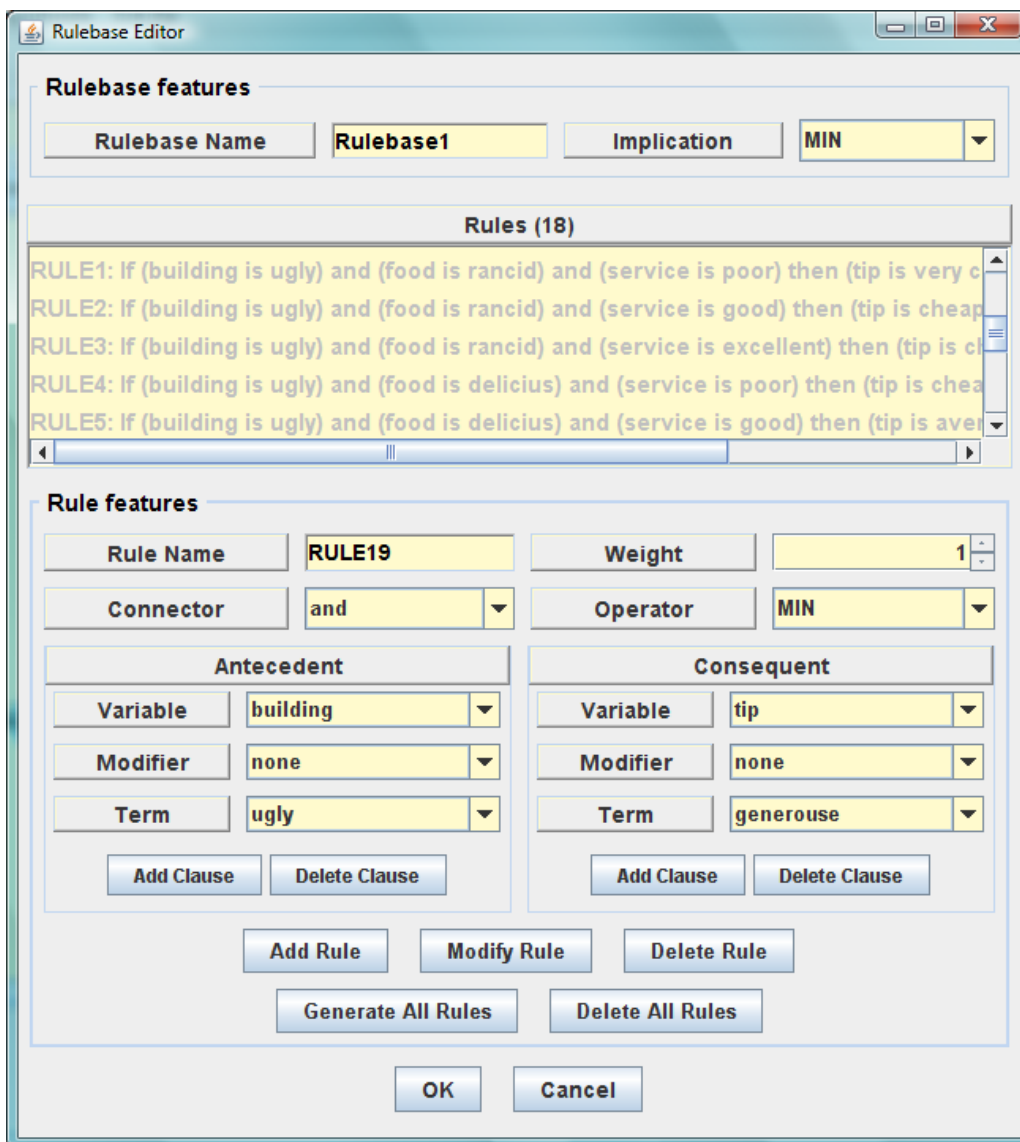 Rulebase Editor
Rulebase features
Rulebase Name Rulebase1 Implication MIN
Rules (18)
RULE1: If (building is ugly) and (food is rancid) and (service is poor) then (tip is very c
RULE2: If (building is ugly) and (food is rancid) and (service is good) then (tip is cheap
RULE3: If (building is ugly) and (food is rancid) and (service is excellent) then (tip is ch
RULE4: If (building is ugly) and (food is delicius) and (service is poor) then (tip is chea
RULE5: If (building is ugly) and (food is delicius) and (service is good) then (tip is aver
Rule features
Rule Name RULE19 Weight 1
Connector and Operator MIN
Antecedent Consequent
Variable building Variable tip
Modifier none Modifier none
Term ugly Term generouse
Add Clause Delete Clause Add Clause Delete Clause
Add Rule Modify Rule Delete Rule
Generate All Rules Delete All Rules
OK Cancel